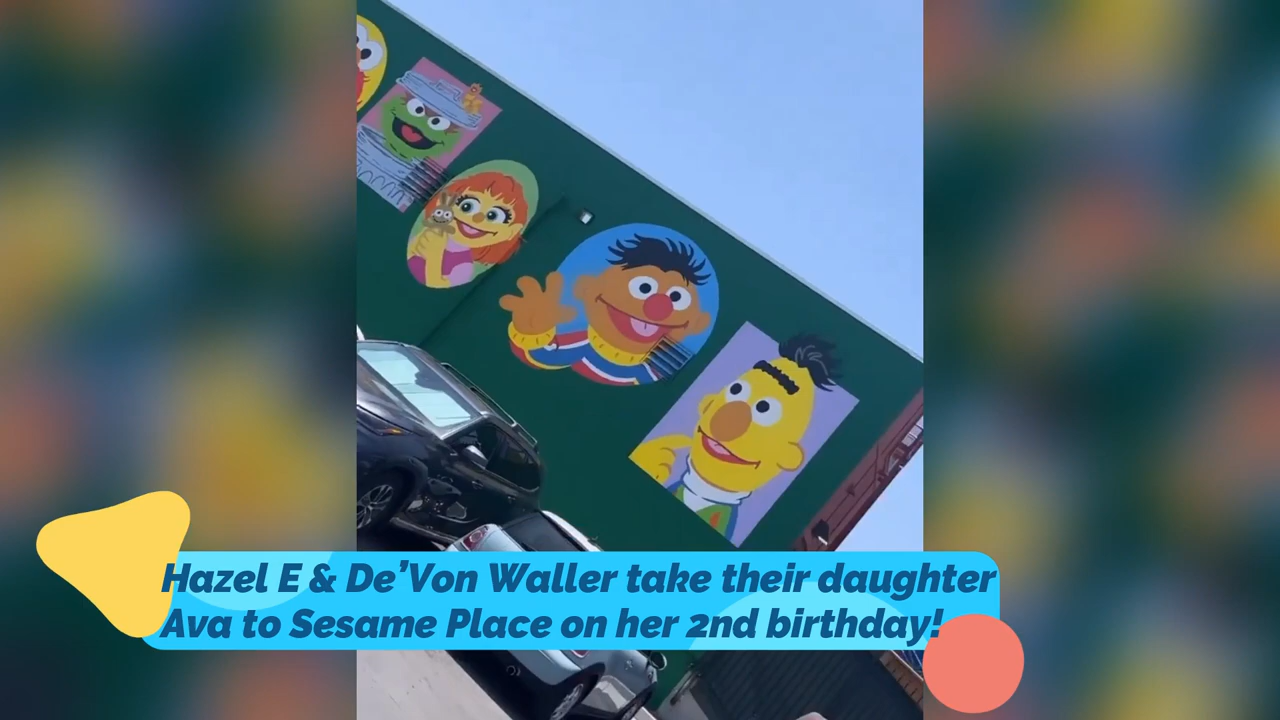 Hazel E & De’Von Waller take their daughter
Ava to Sesame Place on her 2nd birthday!